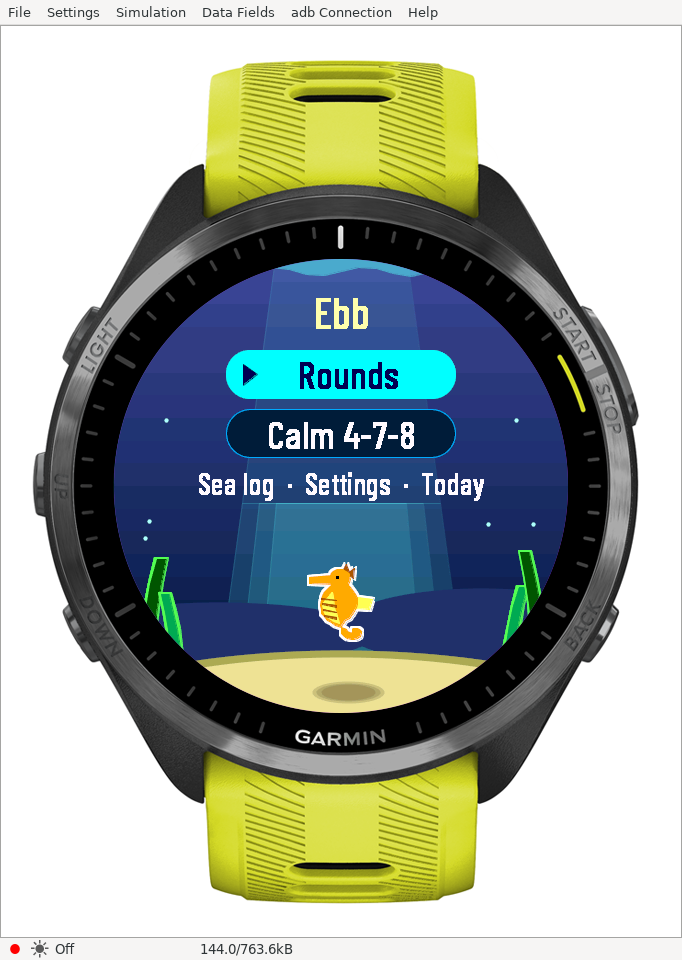 File Settings Simulation Data Fields adb Connection Help
LIGHT
START
STOP
UP
DOWN
BACK
Ebb
Rounds
Calm 4-7-8
Sea log · Settings · Today
GARMIN
Off 144.0/763.6kB